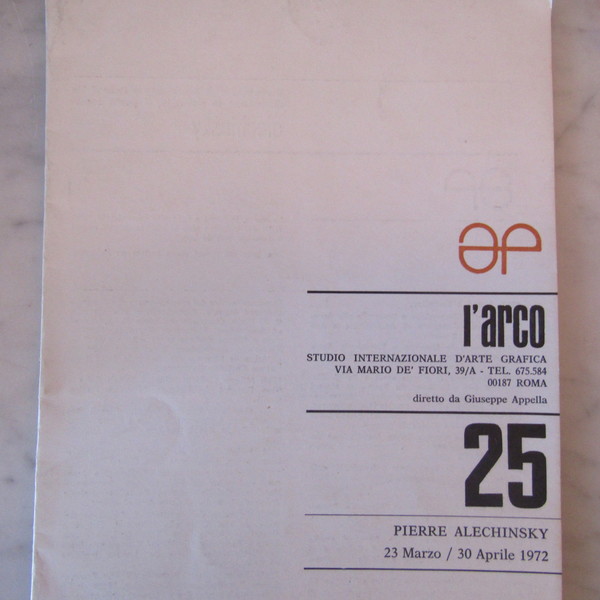 l'arco
STUDIO INTERNAZIONALE D'ARTE GRAFICA
VIA MARIO DE' FIORI, 39/A - TEL. 675.584
00187 ROMA
diretto da Giuseppe Appella
25
PIERRE ALECHINSKY
23 Marzo / 30 Aprile 1972